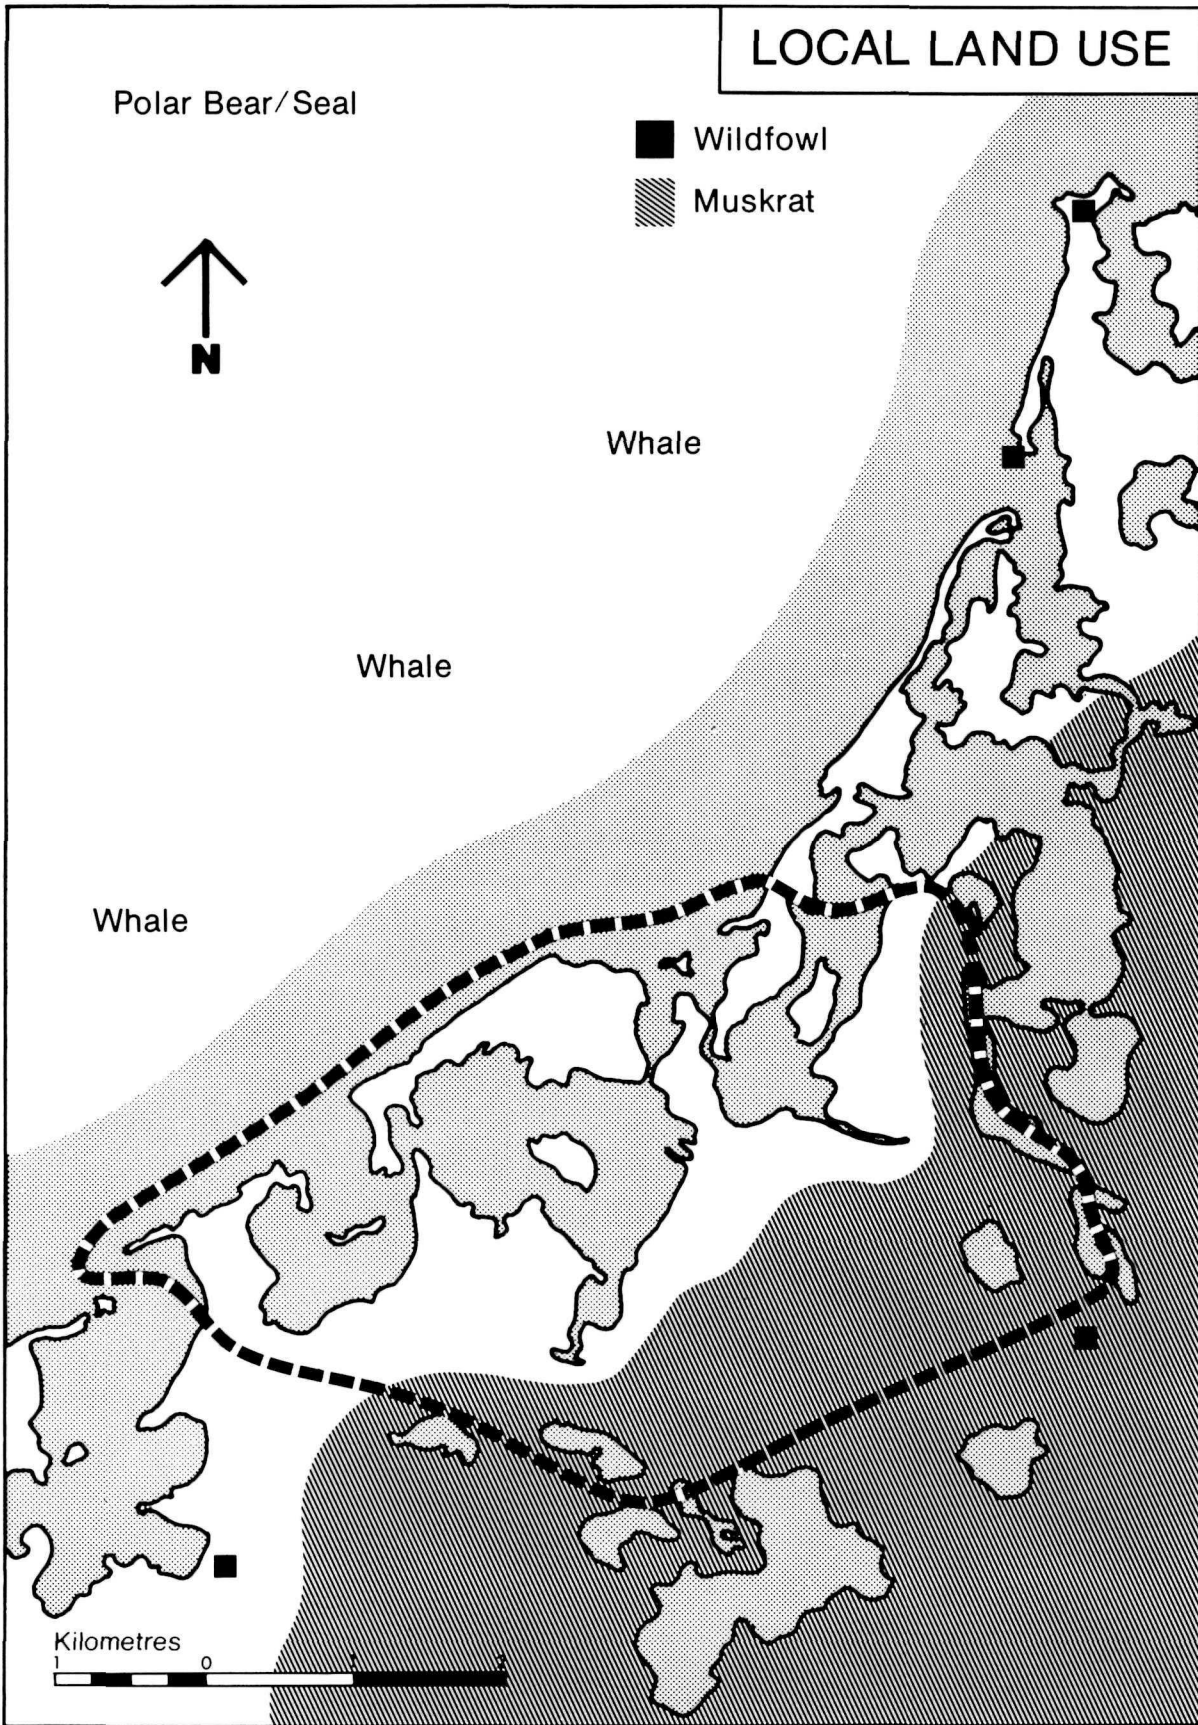 LOCAL LAND USE
Polar Bear/Seal
Wildfowl
Muskrat
N
Whale
Whale
Whale
Kilometres
1 0 1 2